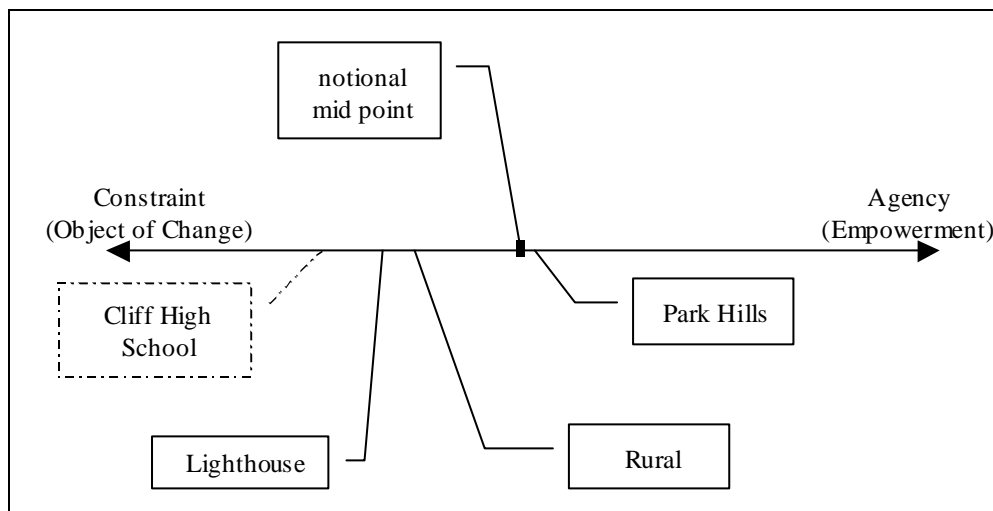 notional
mid point
Constraint
(Object of Change)
Agency
(Empowerment)
Cliff High
School
Park Hills
Lighthouse
Rural